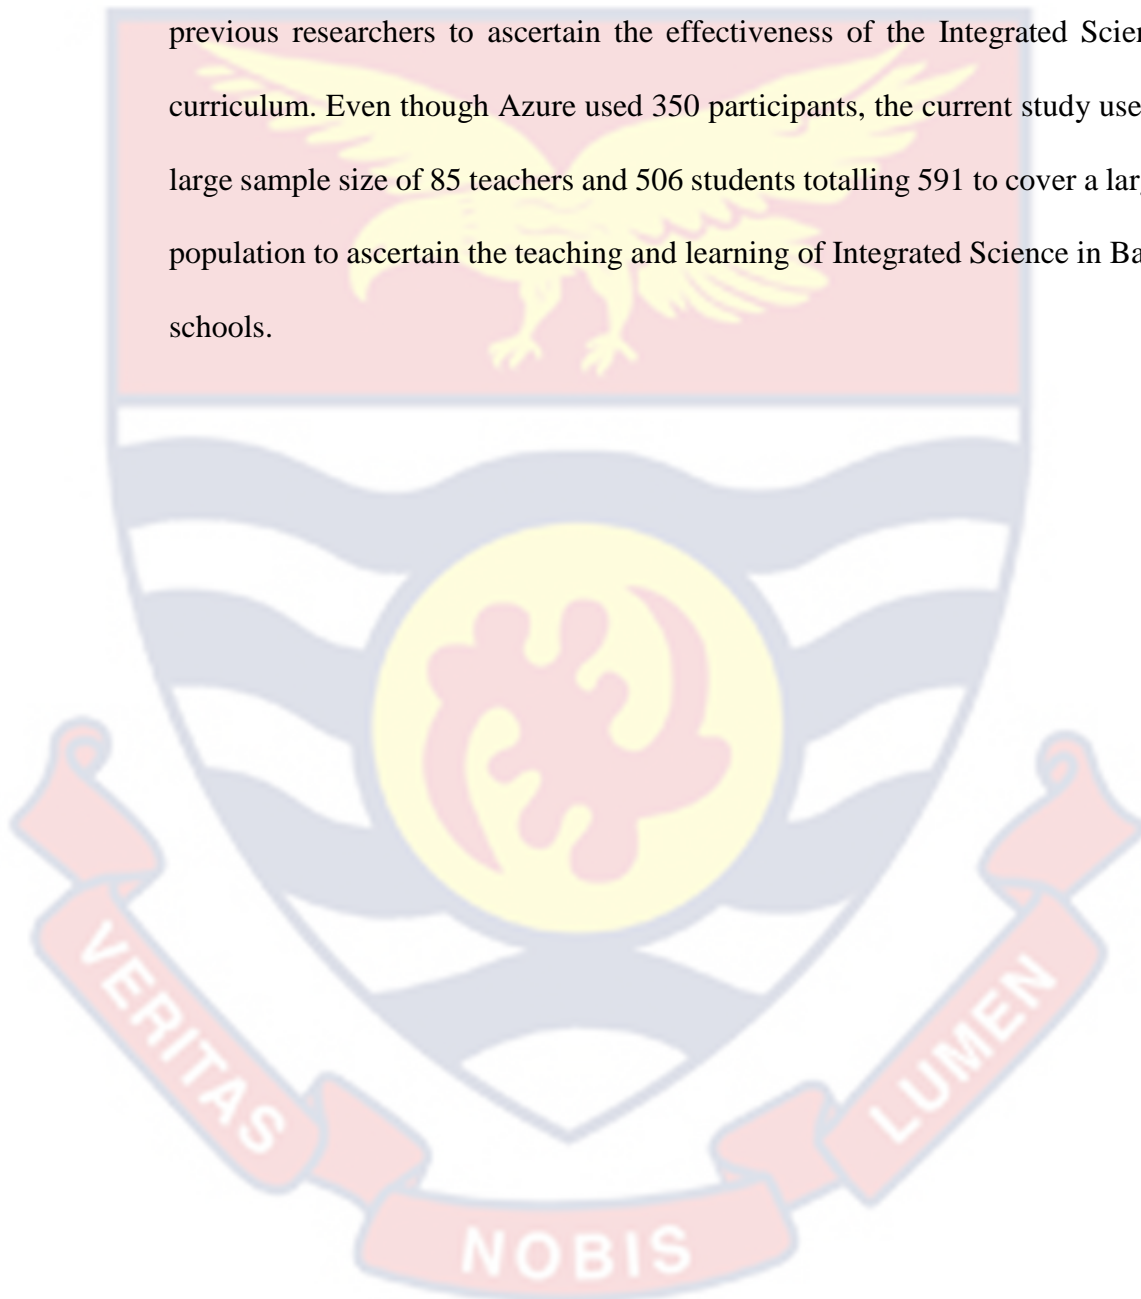 previous researchers to ascertain the effectiveness of the Integrated Scien
curriculum. Even though Azure used 350 participants, the current study use
large sample size of 85 teachers and 506 students totalling 591 to cover a lar
population to ascertain the teaching and learning of Integrated Science in Ba
schools.
VERITAS
NOBIS
LUMEN